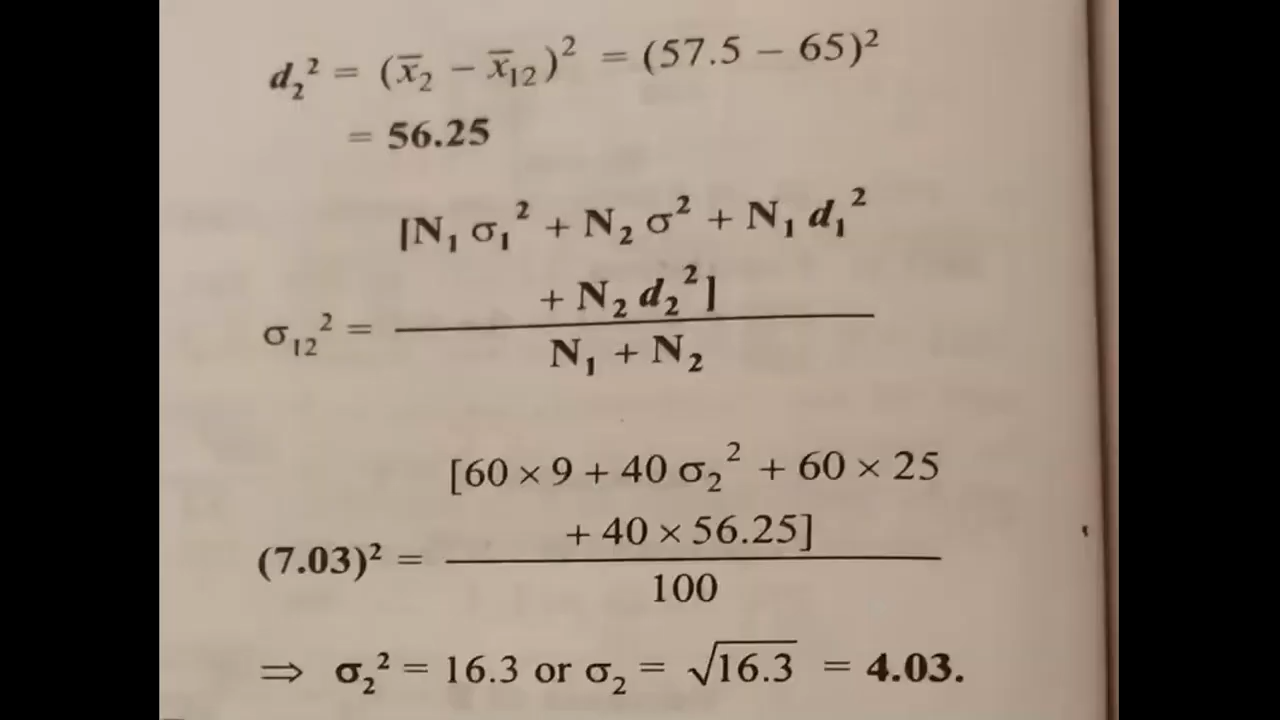 d₂² = (x̅₂ − x̅₁₂)² = (57.5 − 65)²
= 56.25
[N₁ σ₁² + N₂ σ² + N₁ d₁²
+ N₂ d₂²]
σ₁₂² =
N₁ + N₂
[60 × 9 + 40 σ₂² + 60 × 25
+ 40 × 56.25]
(7.03)² =
100
⇒ σ₂² = 16.3 or σ₂ = √16.3 = 4.03.